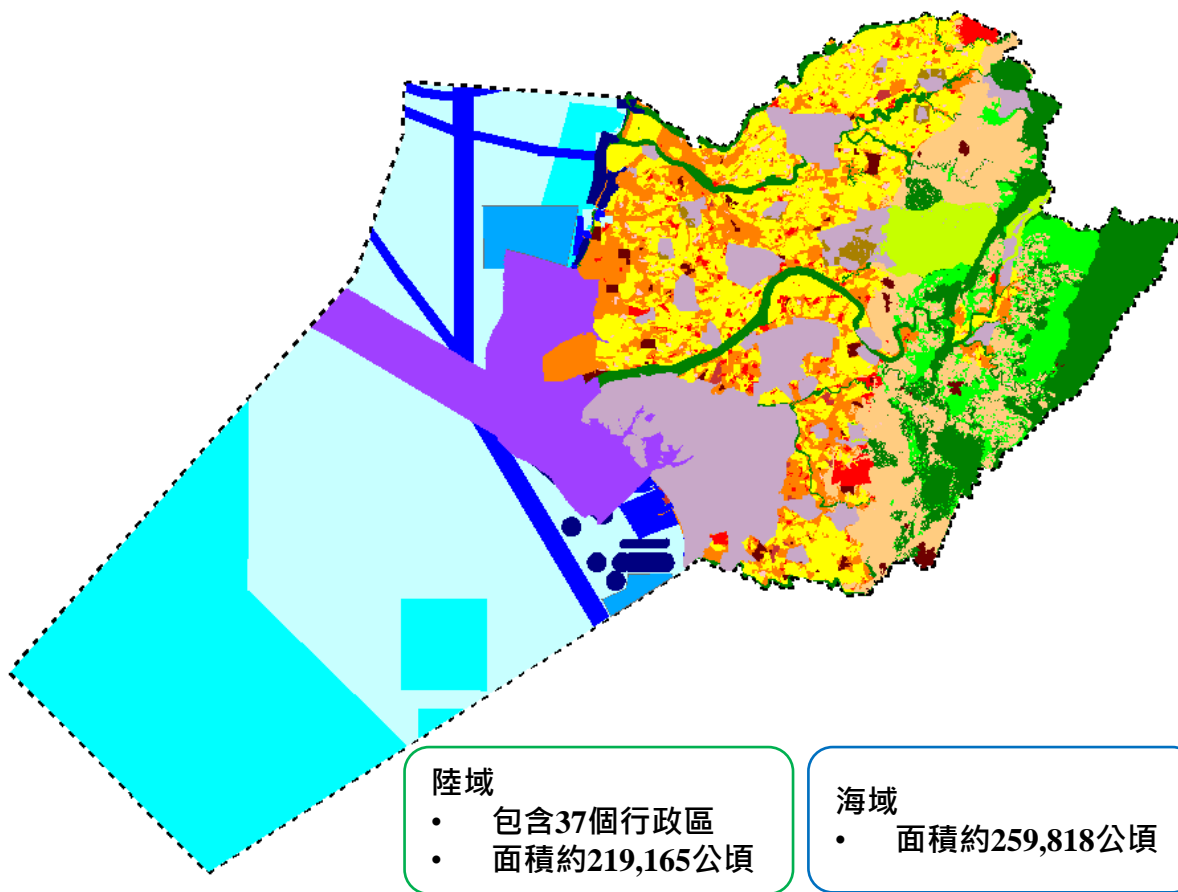 陸域
• 包含37個行政區
• 面積約219,165公頃
海域
• 面積約259,818公頃